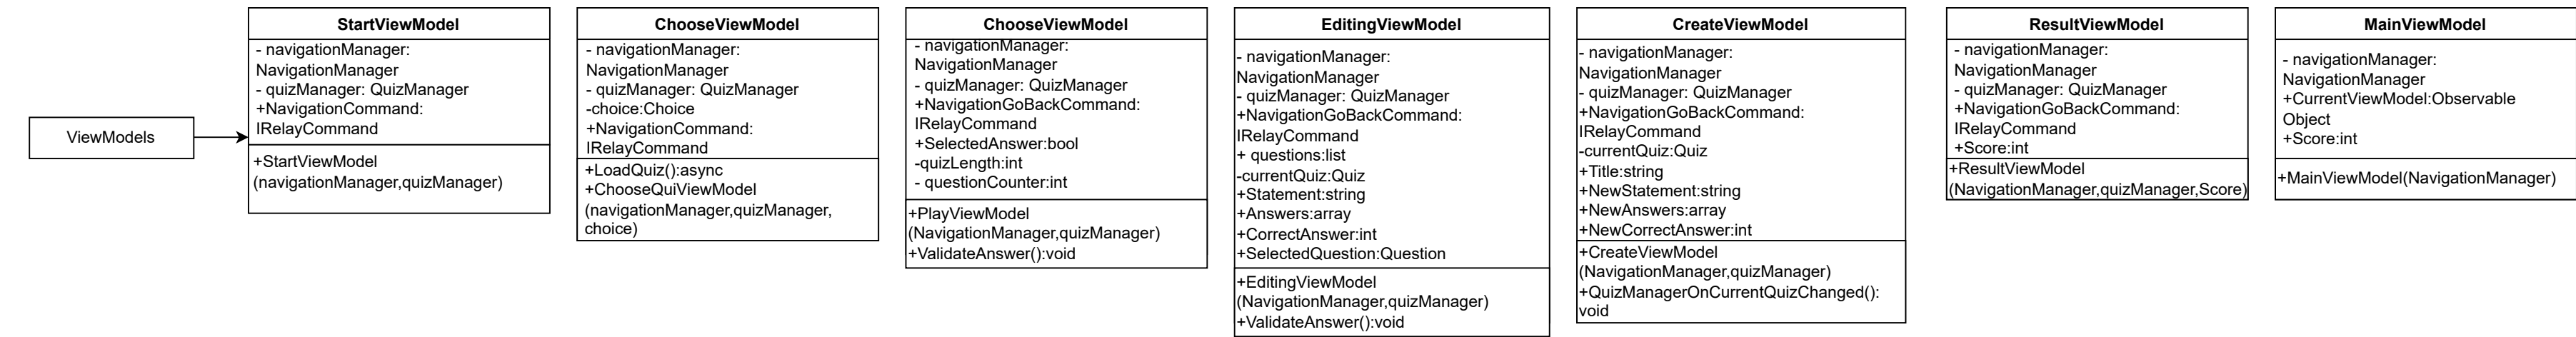 ViewModels
StartViewModel
- navigationManager:
NavigationManager
- quizManager: QuizManager
+NavigationCommand:
IRelayCommand
+StartViewModel
(navigationManager,quizManager)
ChooseViewModel
- navigationManager:
NavigationManager
- quizManager: QuizManager
-choice:Choice
+NavigationCommand:
IRelayCommand
+LoadQuiz():async
+ChooseQuiViewModel
(navigationManager,quizManager,
choice)
ChooseViewModel
- navigationManager:
NavigationManager
- quizManager: QuizManager
+NavigationGoBackCommand:
IRelayCommand
+SelectedAnswer:bool
-quizLength:int
- questionCounter:int
+PlayViewModel
(NavigationManager,quizManager)
+ValidateAnswer():void
EditingViewModel
- navigationManager:
NavigationManager
- quizManager: QuizManager
+NavigationGoBackCommand:
IRelayCommand
+ questions:list
-currentQuiz:Quiz
+Statement:string
+Answers:array
+CorrectAnswer:int
+SelectedQuestion:Question
+EditingViewModel
(NavigationManager,quizManager)
+ValidateAnswer():void
CreateViewModel
- navigationManager:
NavigationManager
- quizManager: QuizManager
+NavigationGoBackCommand:
IRelayCommand
-currentQuiz:Quiz
+Title:string
+NewStatement:string
+NewAnswers:array
+NewCorrectAnswer:int
+CreateViewModel
(NavigationManager,quizManager)
+QuizManagerOnCurrentQuizChanged():
void
ResultViewModel
- navigationManager:
NavigationManager
- quizManager: QuizManager
+NavigationGoBackCommand:
IRelayCommand
+Score:int
+ResultViewModel
(NavigationManager,quizManager,Score)
MainViewModel
- navigationManager:
NavigationManager
+CurrentViewModel:Observable
Object
+Score:int
+MainViewModel(NavigationManager)